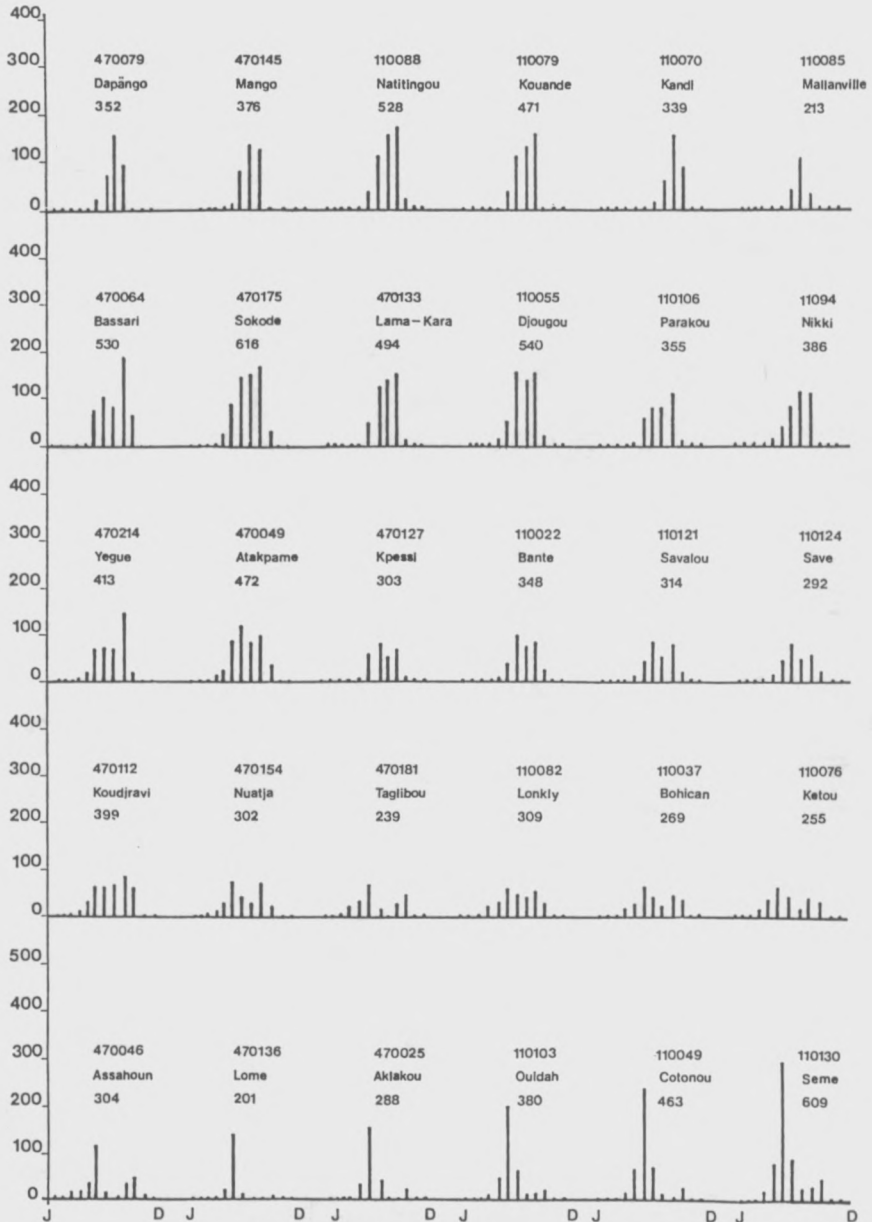 400
300
200
100
0
470079 470145 110088 110079 110070 110085
Dapängo Mango Natitingou Kouande Kandi Mallanville
352 376 528 471 339 213
400
300
200
100
0
470064 470175 470133 110055 110106 11094
Bassari Sokode Lama-Kara Djougou Parakou Nikki
530 616 494 540 355 386
400
300
200
100
0
470214 470049 470127 110022 110121 110124
Yegue Atakpame Kpessi Bante Savalou Save
413 472 303 348 314 292
400
300
200
100
0
470112 470154 470181 110082 110037 110076
Koudjravi Nuatja Taglibou Lonkly Bohican Ketou
399 302 239 309 269 255
500
400
300
200
100
0
470046 470136 470025 110103 110049 110130
Assahoun Lome Aklakou Ouidah Cotonou Seme
304 201 288 380 463 609
J D J D J D J D J D J D